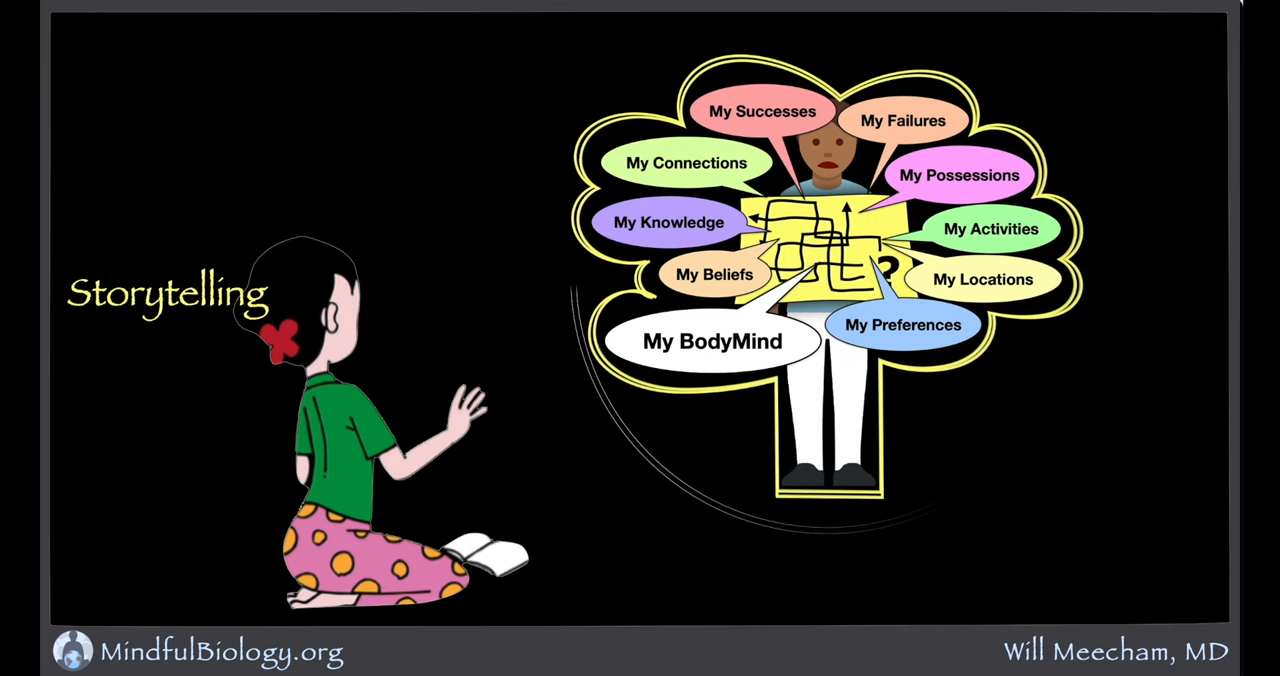 Storytelling
My Successes
My Failures
My Connections
My Possessions
My Knowledge
My Activities
My Beliefs
My Locations
?
My BodyMind
My Preferences
MindfulBiology.org
Will Meecham, MD